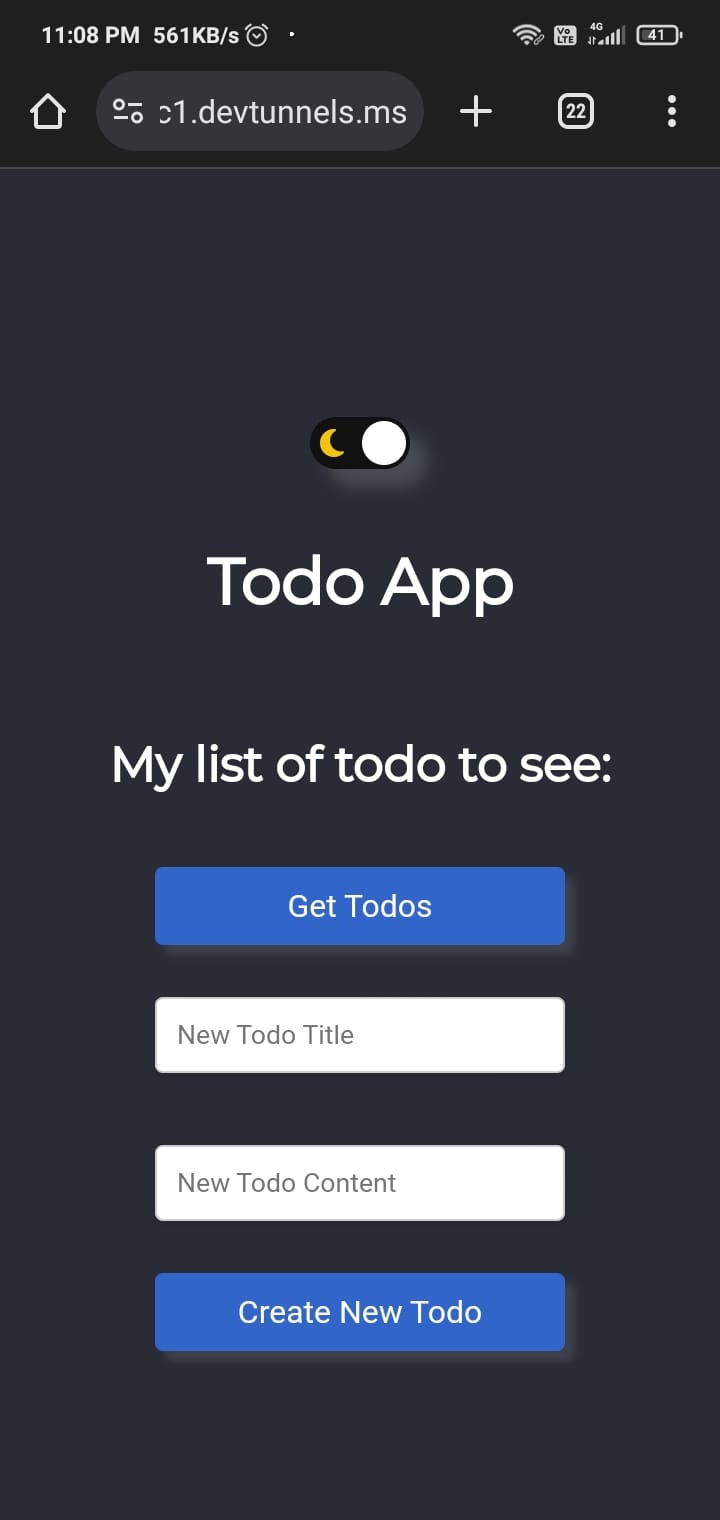 11:08 PM 561KB/s
Vo LTE
4G
41
c1.devtunnels.ms
22
Todo App
My list of todo to see:
Get Todos
New Todo Title
New Todo Content
Create New Todo